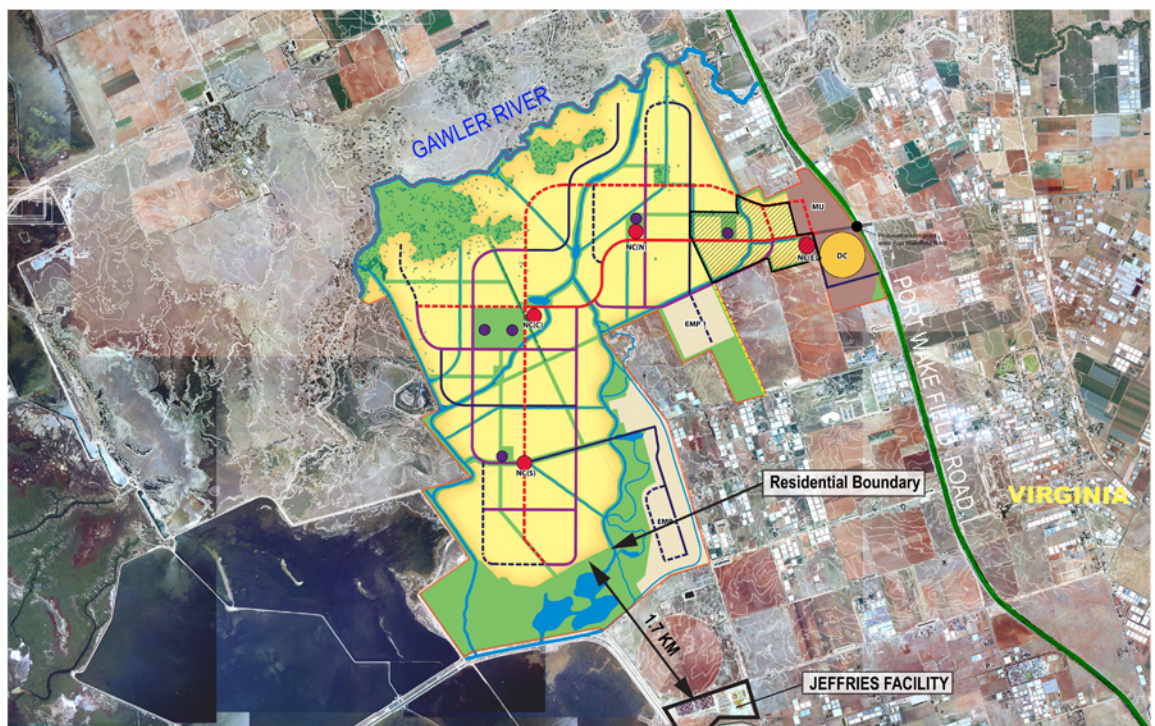 GAWLER RIVER
MU
NC(N)
NC(E)
DC
PORT WAKEFIELD ROAD
NC(C)
EMP 1
NC(S)
Residential Boundary
VIRGINIA
EMP
1.7 KM
JEFFRIES FACILITY